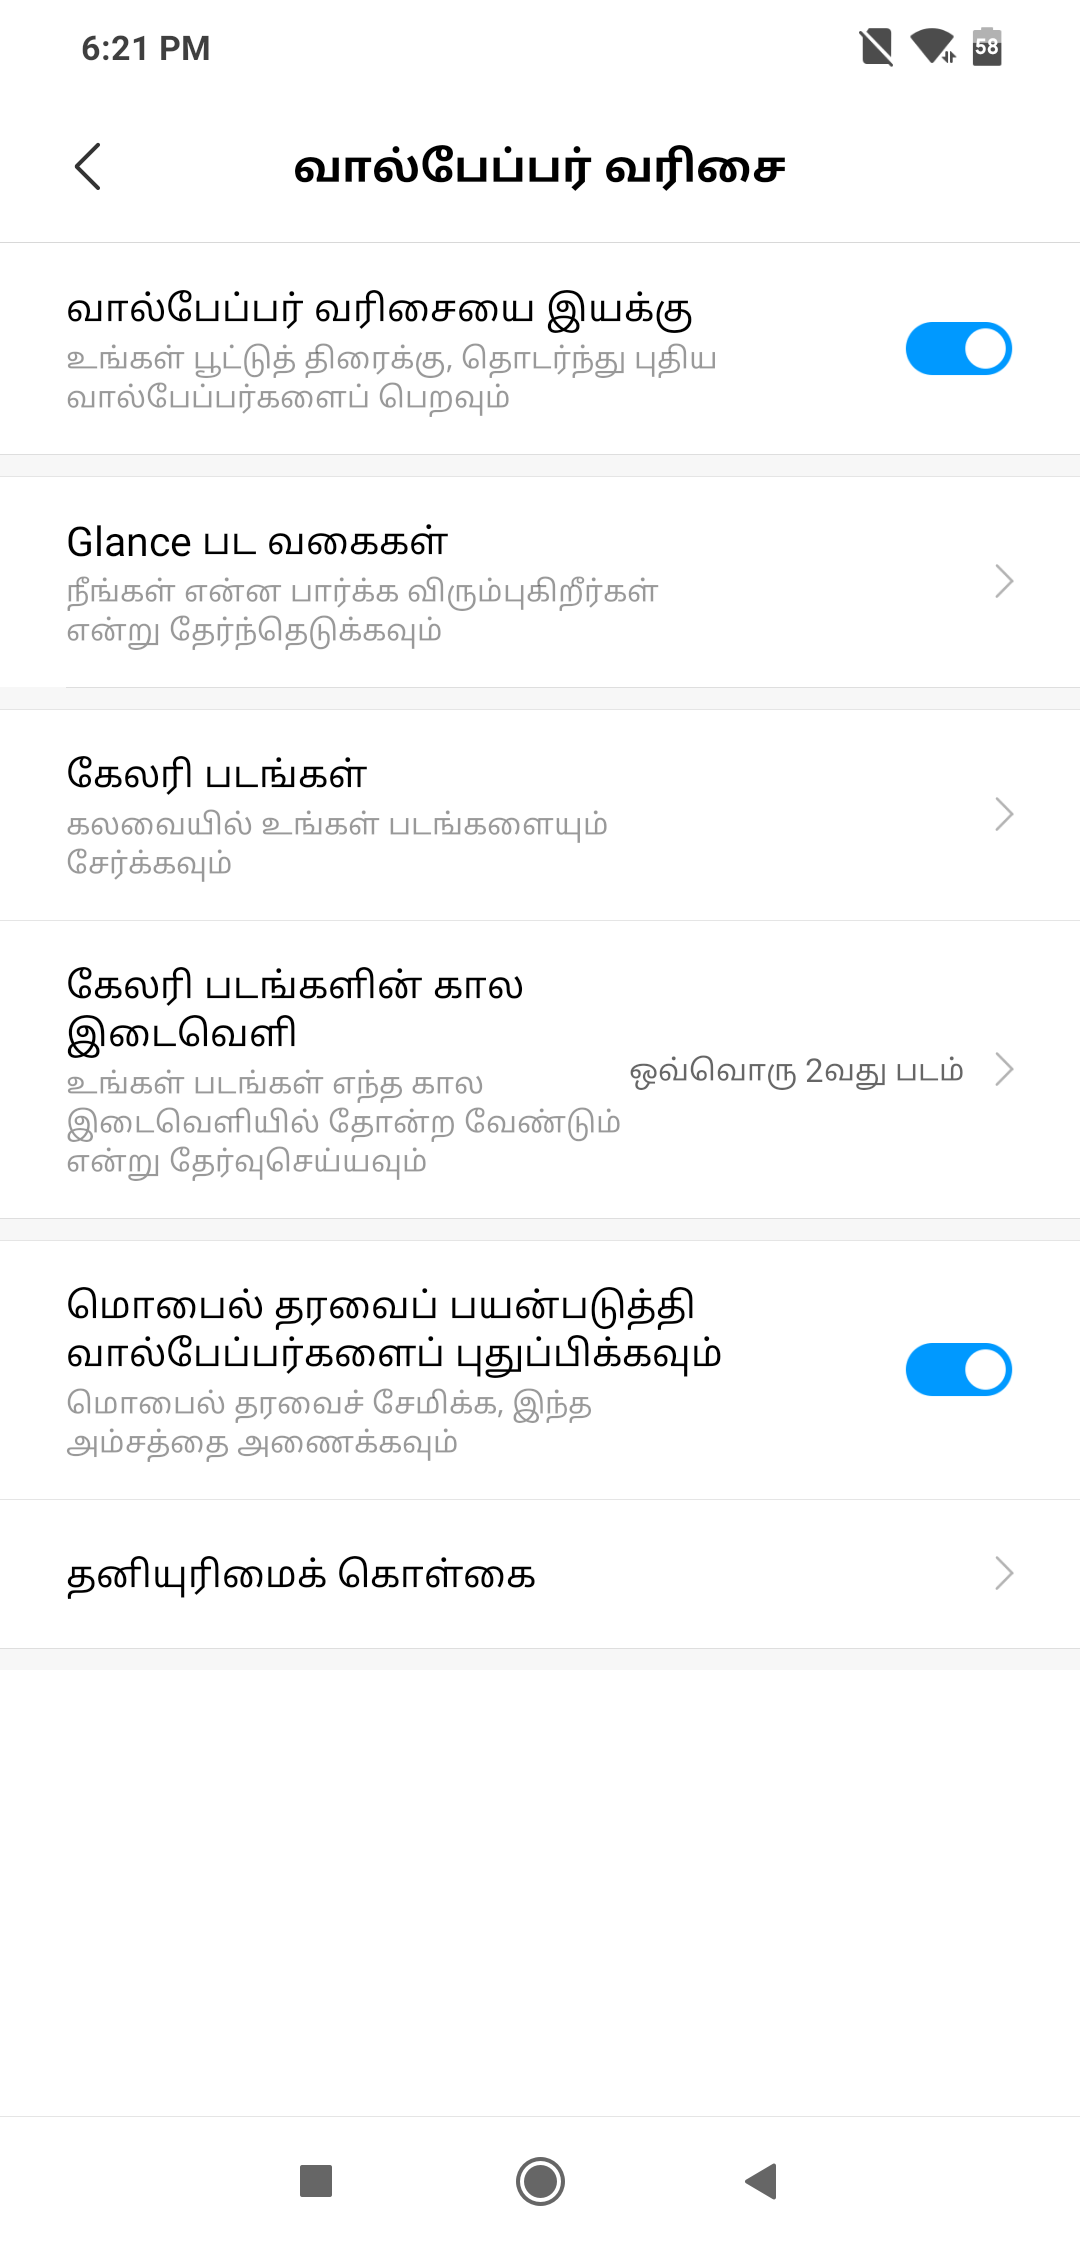 6:21 PM
58
வால்பேப்பர் வரிசை
வால்பேப்பர் வரிசையை இயக்கு
உங்கள் பூட்டுத் திரைக்கு, தொடர்ந்து புதிய
வால்பேப்பர்களைப் பெறவும்
Glance பட வகைகள்
நீங்கள் என்ன பார்க்க விரும்புகிறீர்கள்
என்று தேர்ந்தெடுக்கவும்
கேலரி படங்கள்
கலவையில் உங்கள் படங்களையும்
சேர்க்கவும்
கேலரி படங்களின் கால
இடைவெளி
உங்கள் படங்கள் எந்த கால
இடைவெளியில் தோன்ற வேண்டும்
என்று தேர்வுசெய்யவும்
ஒவ்வொரு 2வது படம்
மொபைல் தரவைப் பயன்படுத்தி
வால்பேப்பர்களைப் புதுப்பிக்கவும்
மொபைல் தரவைச் சேமிக்க, இந்த
அம்சத்தை அணைக்கவும்
தனியுரிமைக் கொள்கை